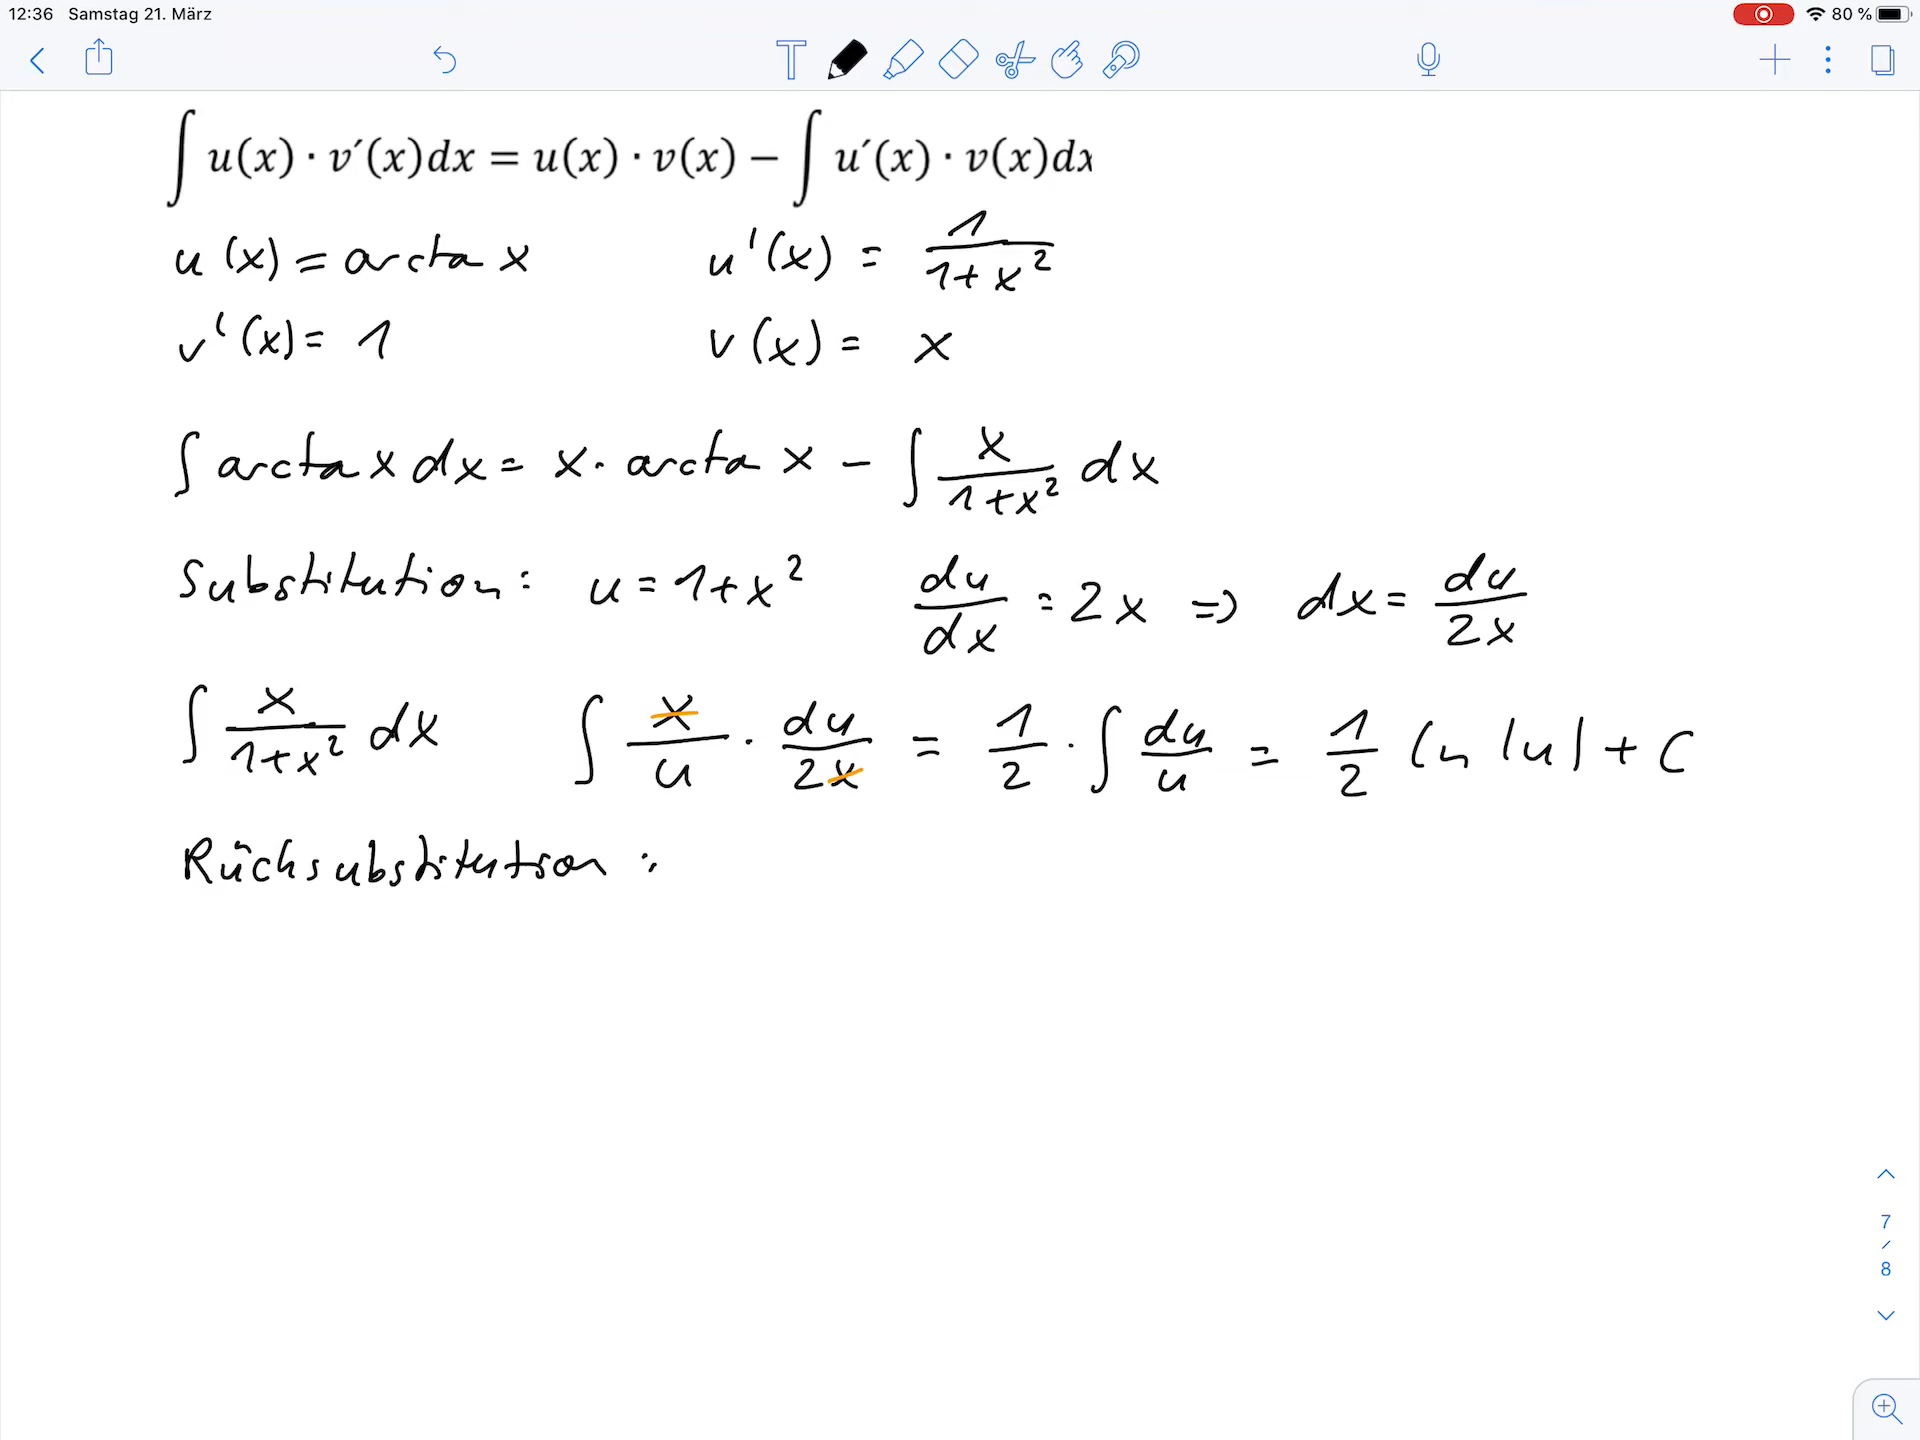 12:36 Samstag 21. März 80 %
T
∫ u(x) · v´(x)dx = u(x) · v(x) − ∫ u´(x) · v(x)dx
u(x) = arcta x u'(x) = 1/(1+x²)
v'(x) = 1 v(x) = x
∫ arcta x dx = x · arcta x − ∫ x/(1+x²) dx
Substitution: u = 1+x² du/dx = 2x => dx = du/2x
∫ x/(1+x²) dx ∫ x/u · du/2x = 1/2 · ∫ du/u = 1/2 ln |u| + C
Rücksubstitution:
7
/
8